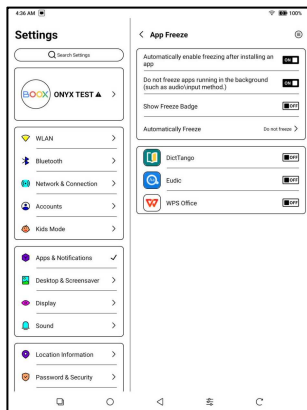 4:36 AM
100%
Settings
Search Settings
BOOX
ONYX TEST
WLAN
Bluetooth
Network & Connection
Accounts
Kids Mode
Apps & Notifications
Desktop & Screensaver
Display
Sound
Location Information
Password & Security
App Freeze
Automatically enable freezing after installing an
app
ON
Do not freeze apps running in the background
(such as audio/input method.)
ON
Show Freeze Badge
OFF
Automatically Freeze
Do not freeze
DictTango
OFF
Eudic
OFF
WPS Office
OFF